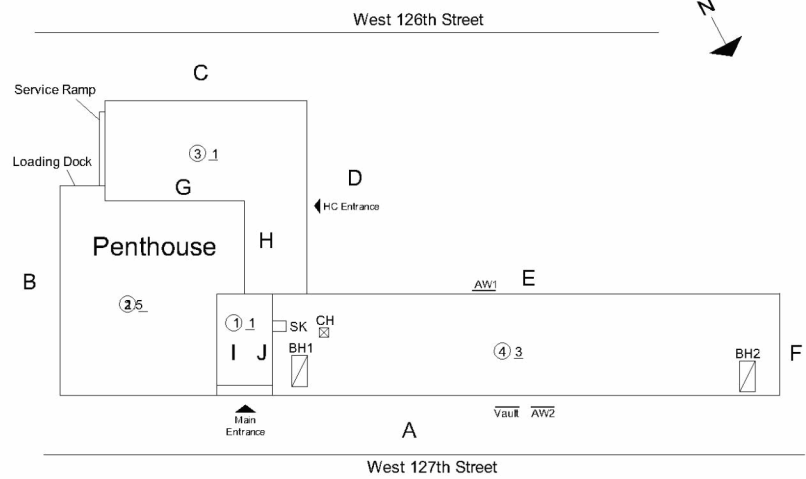 West 126th Street
N
C
Service Ramp
③ 1
Loading Dock
G
D
HC Entrance
Penthouse
H
B
E
AW1
① 1
SK
CH
I
J
BH1
④ 3
BH2
F
Main
Entrance
A
Vault
AW2
West 127th Street